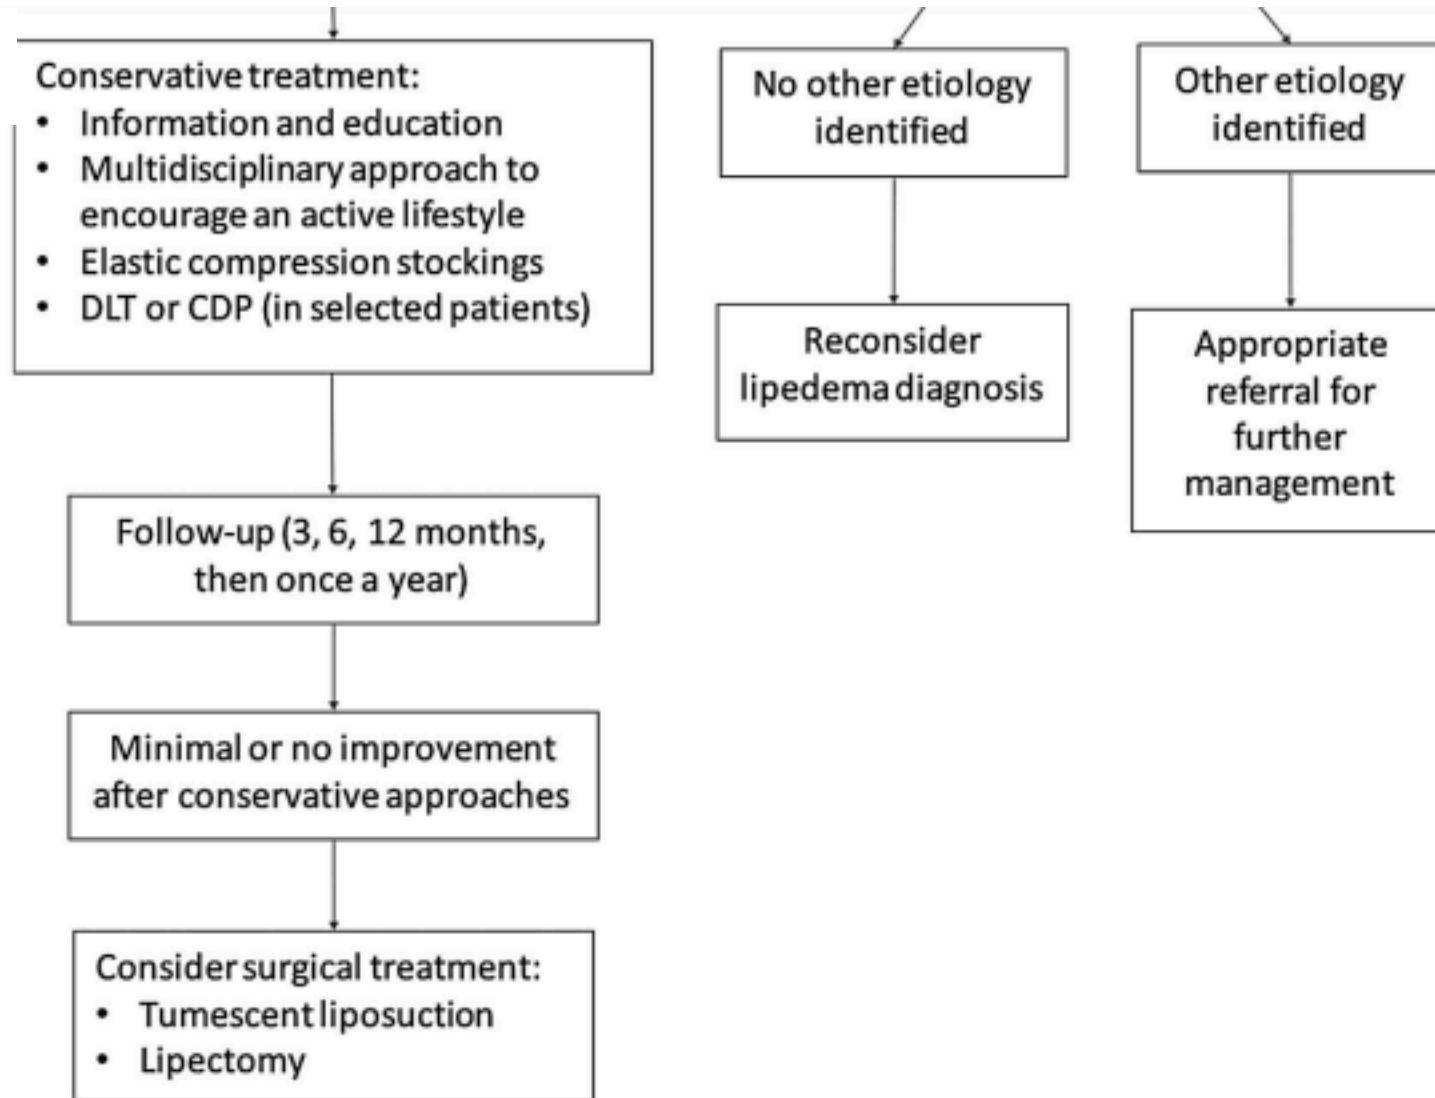 Conservative treatment:
• Information and education
• Multidisciplinary approach to
encourage an active lifestyle
• Elastic compression stockings
• DLT or CDP (in selected patients)
Follow-up (3, 6, 12 months,
then once a year)
Minimal or no improvement
after conservative approaches
Consider surgical treatment:
• Tumescent liposuction
• Lipectomy
No other etiology
identified
Reconsider
lipedema diagnosis
Other etiology
identified
Appropriate
referral for
further
management